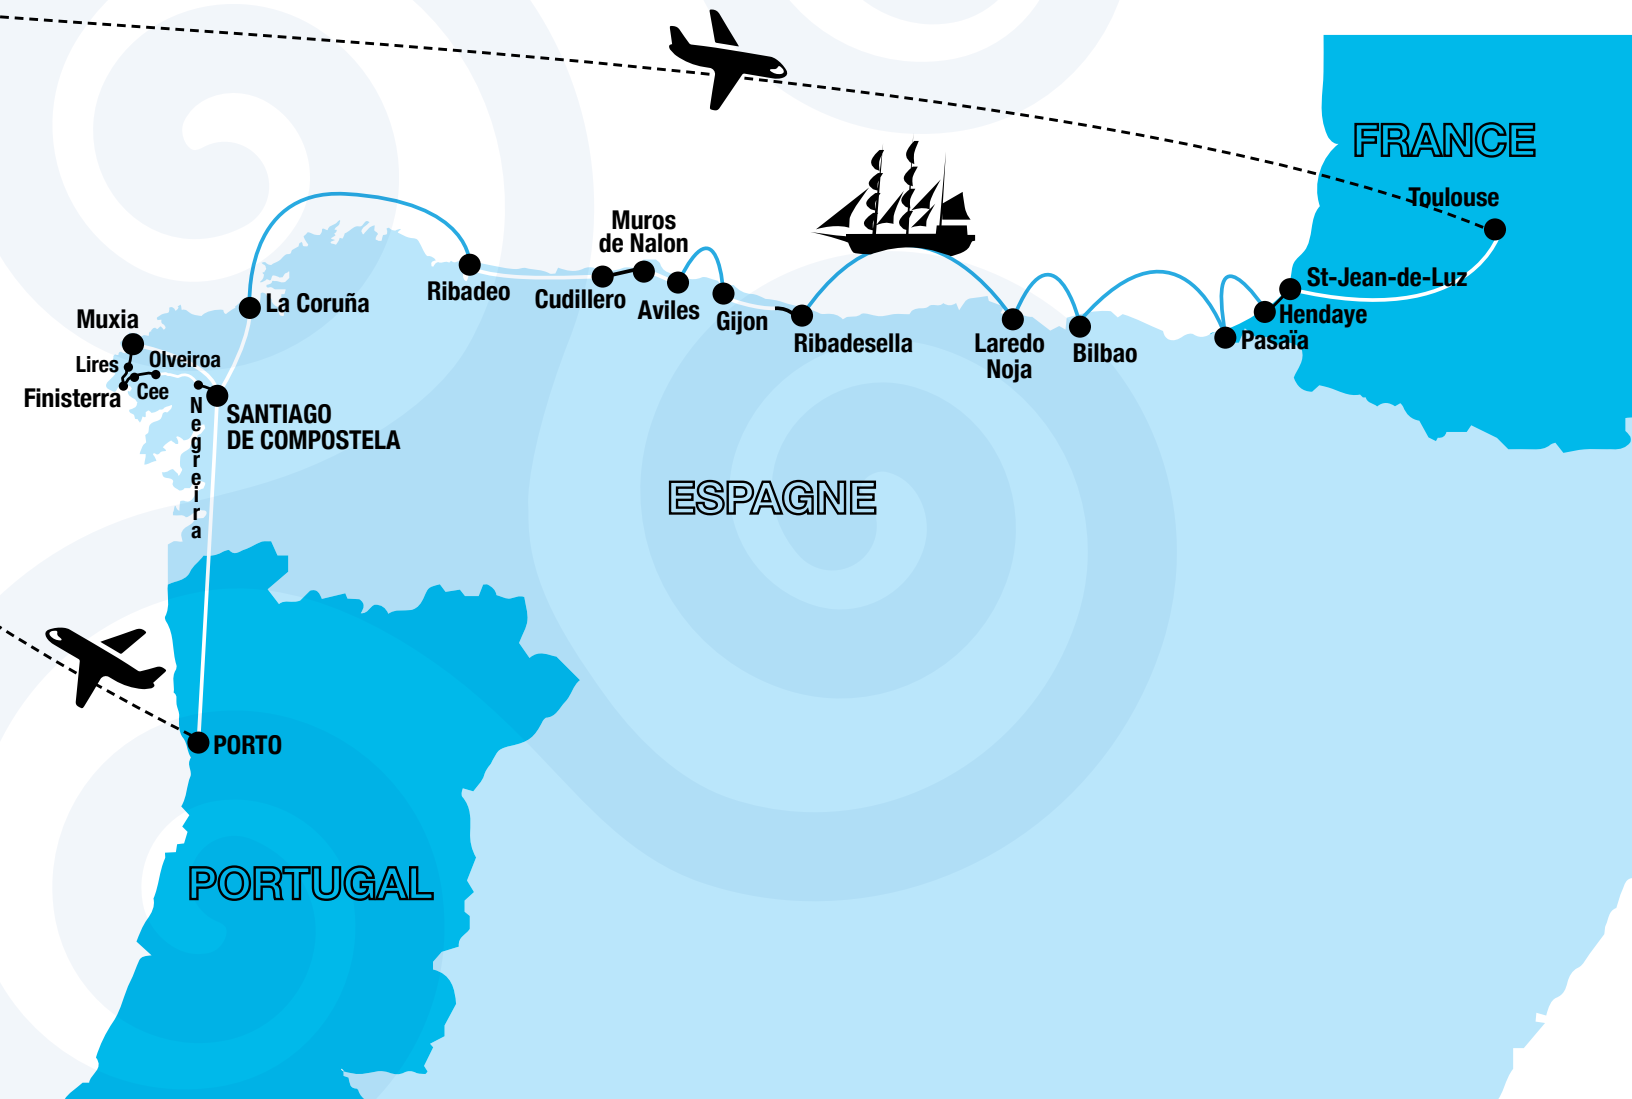 FRANCE
Toulouse
Muros
de Nalon
St-Jean-de-Luz
Ribadeo
Cudillero
La Coruña
Aviles
Hendaye
Gijon
Muxia
Pasaïa
Ribadesella
Laredo
Noja
Bilbao
Olveiroa
Lires
Cee
Finisterra
Negreira
SANTIAGO
DE COMPOSTELA
ESPAGNE
PORTO
PORTUGAL